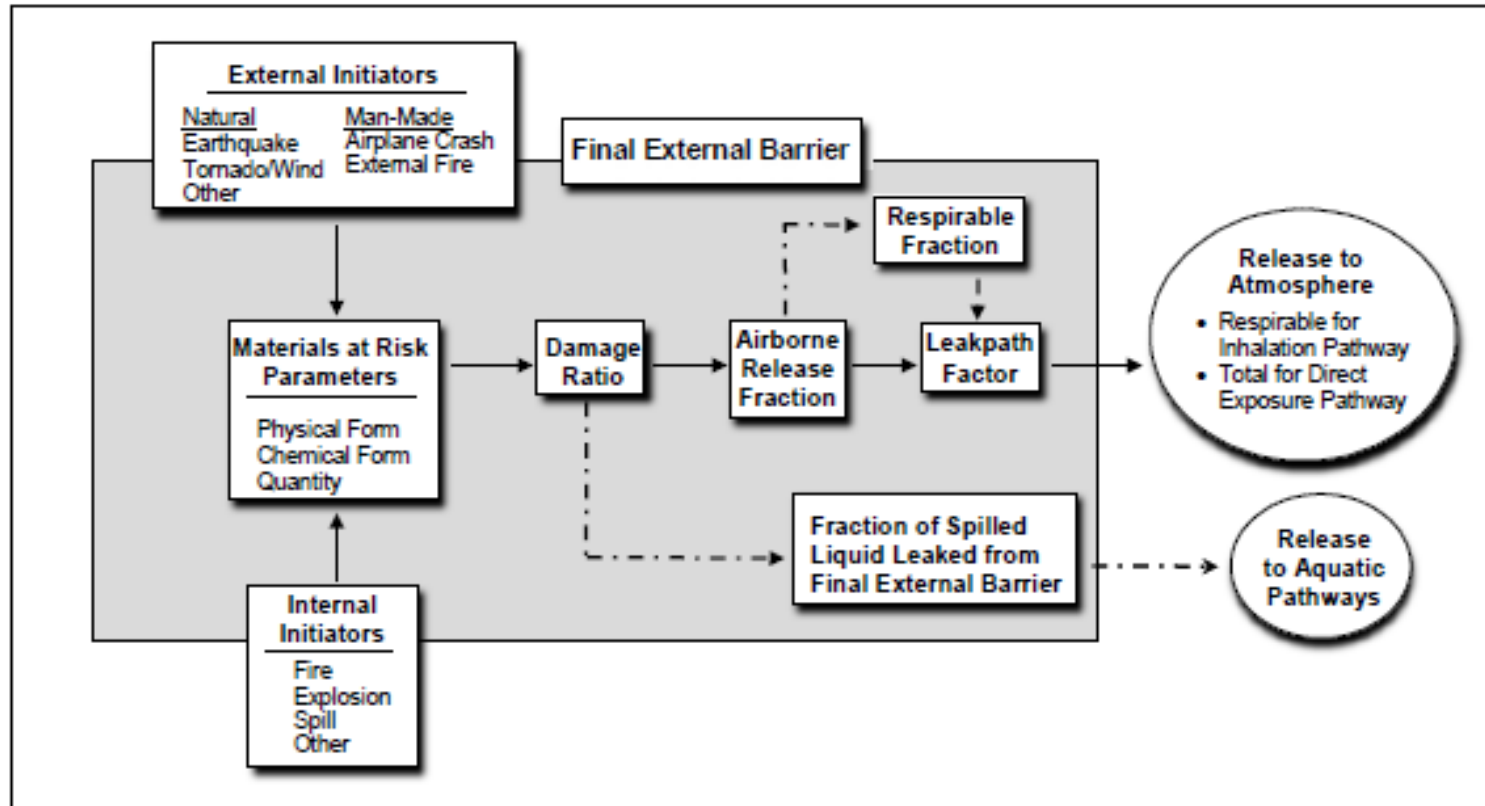 External Initiators
Natural
Earthquake
Tornado/Wind
Other
Man-Made
Airplane Crash
External Fire
Final External Barrier
Respirable
Fraction
Materials at Risk
Parameters
Physical Form
Chemical Form
Quantity
Damage
Ratio
Airborne
Release
Fraction
Leakpath
Factor
Release to
Atmosphere
• Respirable for
Inhalation Pathway
• Total for Direct
Exposure Pathway
Fraction of Spilled
Liquid Leaked from
Final External Barrier
Release
to Aquatic
Pathways
Internal
Initiators
Fire
Explosion
Spill
Other